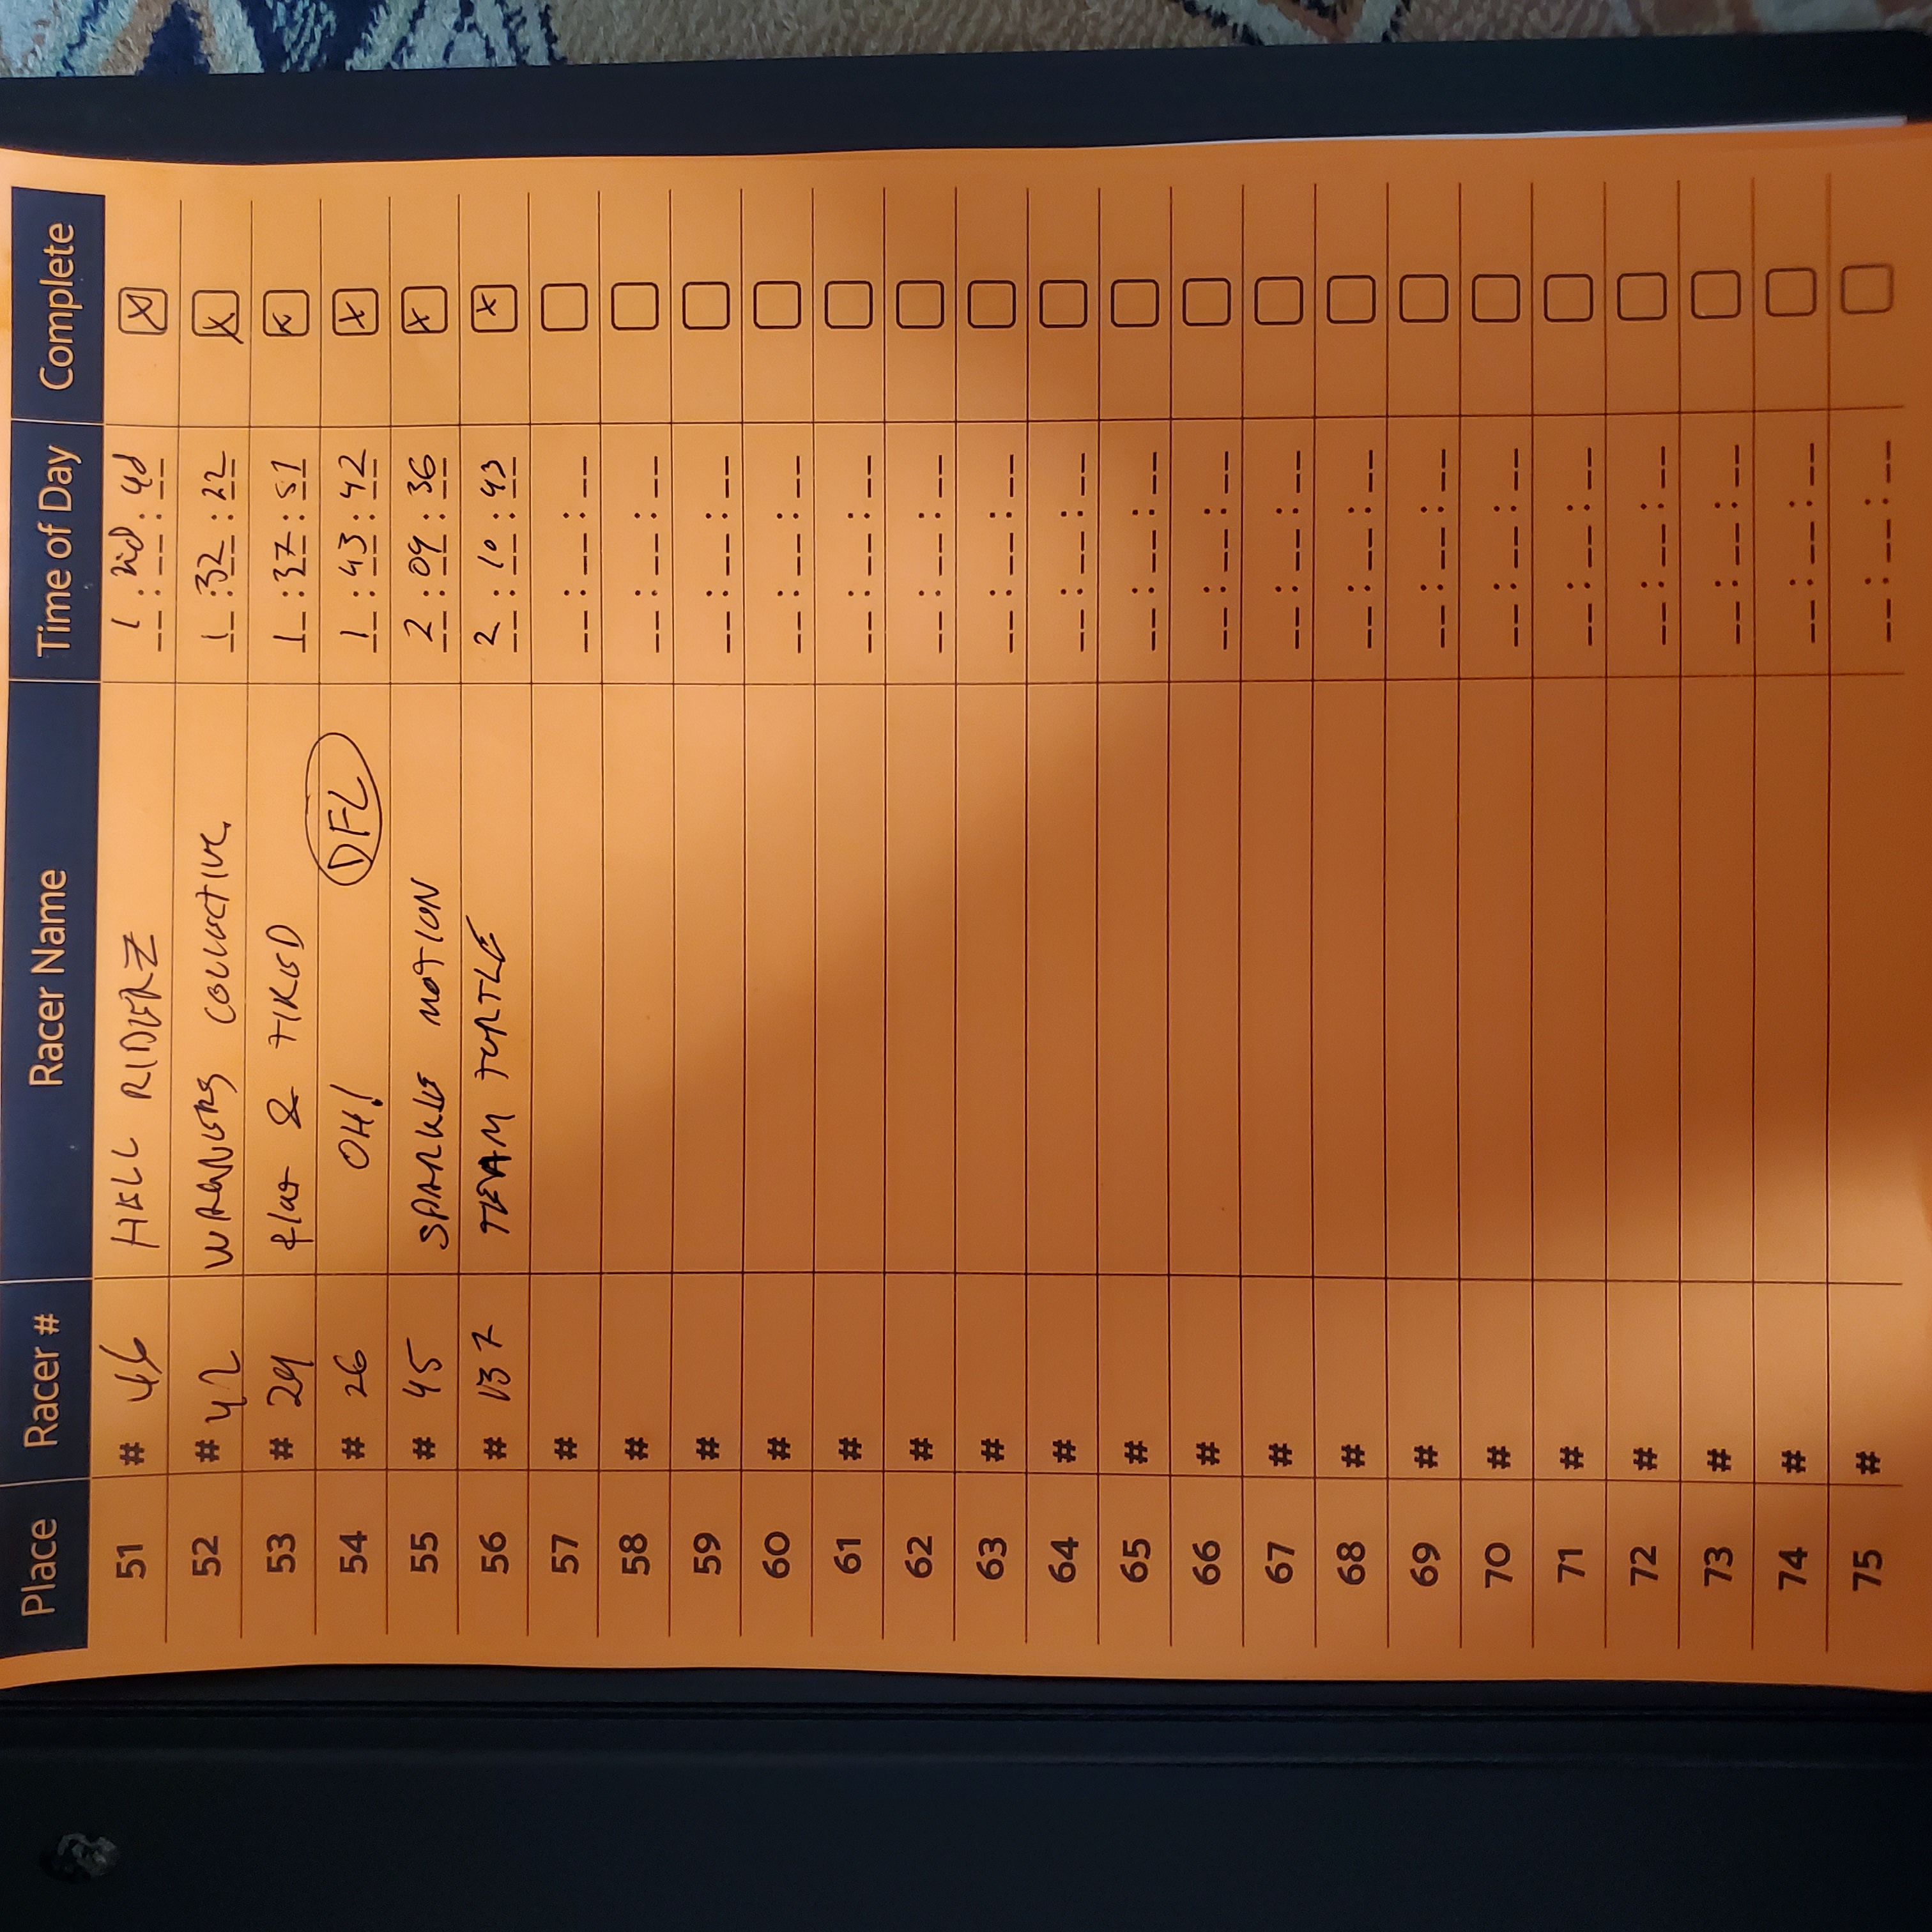 Place Racer # Racer Name Time of Day Complete
51 # 46 HELL RIDERZ 1 : 28 : 48
52 # 42 COLLECTIVE 1 : 32 : 22
53 # 29 flat & TIRED 1 : 37 : 51
54 # 26 OH! DFL 1 : 43 : 42
55 # 45 SPARKLE MOTION 2 : 09 : 36
56 # 137 TEAM TURTLE 2 : 10 : 43
57 # __ : __ : __
58 # __ : __ : __
59 # __ : __ : __
60 # __ : __ : __
61 # __ : __ : __
62 # __ : __ : __
63 # __ : __ : __
64 # __ : __ : __
65 # __ : __ : __
66 # __ : __ : __
67 # __ : __ : __
68 # __ : __ : __
69 # __ : __ : __
70 # __ : __ : __
71 # __ : __ : __
72 # __ : __ : __
73 # __ : __ : __
74 # __ : __ : __
75 # __ : __ : __